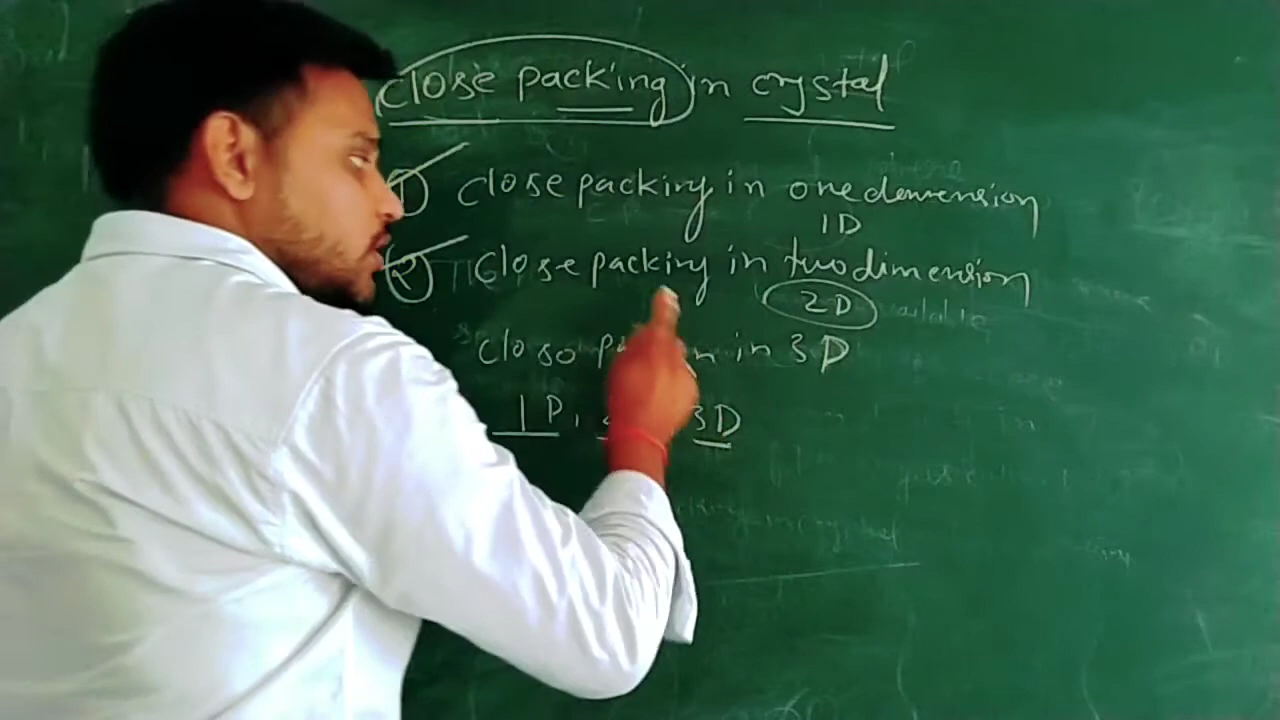 close packing in crystal
① close packing in one demension
1D
② close packing in two dimension
2D
close in 3D
1D, 3D